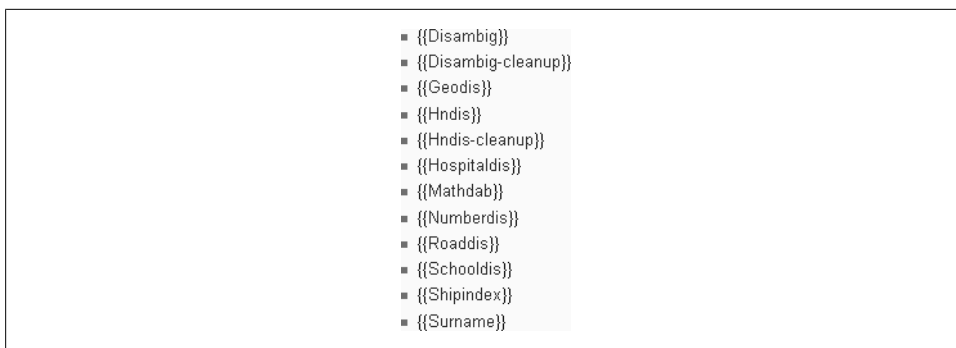 ▪ {{Disambig}}
▪ {{Disambig-cleanup}}
▪ {{Geodis}}
▪ {{Hndis}}
▪ {{Hndis-cleanup}}
▪ {{Hospitaldis}}
▪ {{Mathdab}}
▪ {{Numberdis}}
▪ {{Roaddis}}
▪ {{Schooldis}}
▪ {{Shipindex}}
▪ {{Surname}}